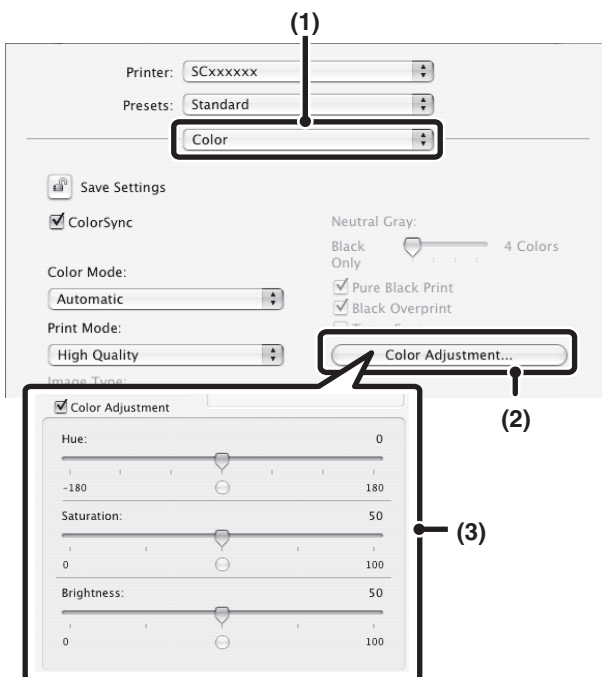 (1)
Printer: SCxxxxxx
Presets: Standard
Color
Save Settings
ColorSync
Neutral Gray:
Black Only
4 Colors
Color Mode:
Automatic
Pure Black Print
Black Overprint
Print Mode:
High Quality
Color Adjustment...
Image Type:
(2)
Color Adjustment
Hue: 0
-180 180
Saturation: 50
(3)
0 100
Brightness: 50
0 100